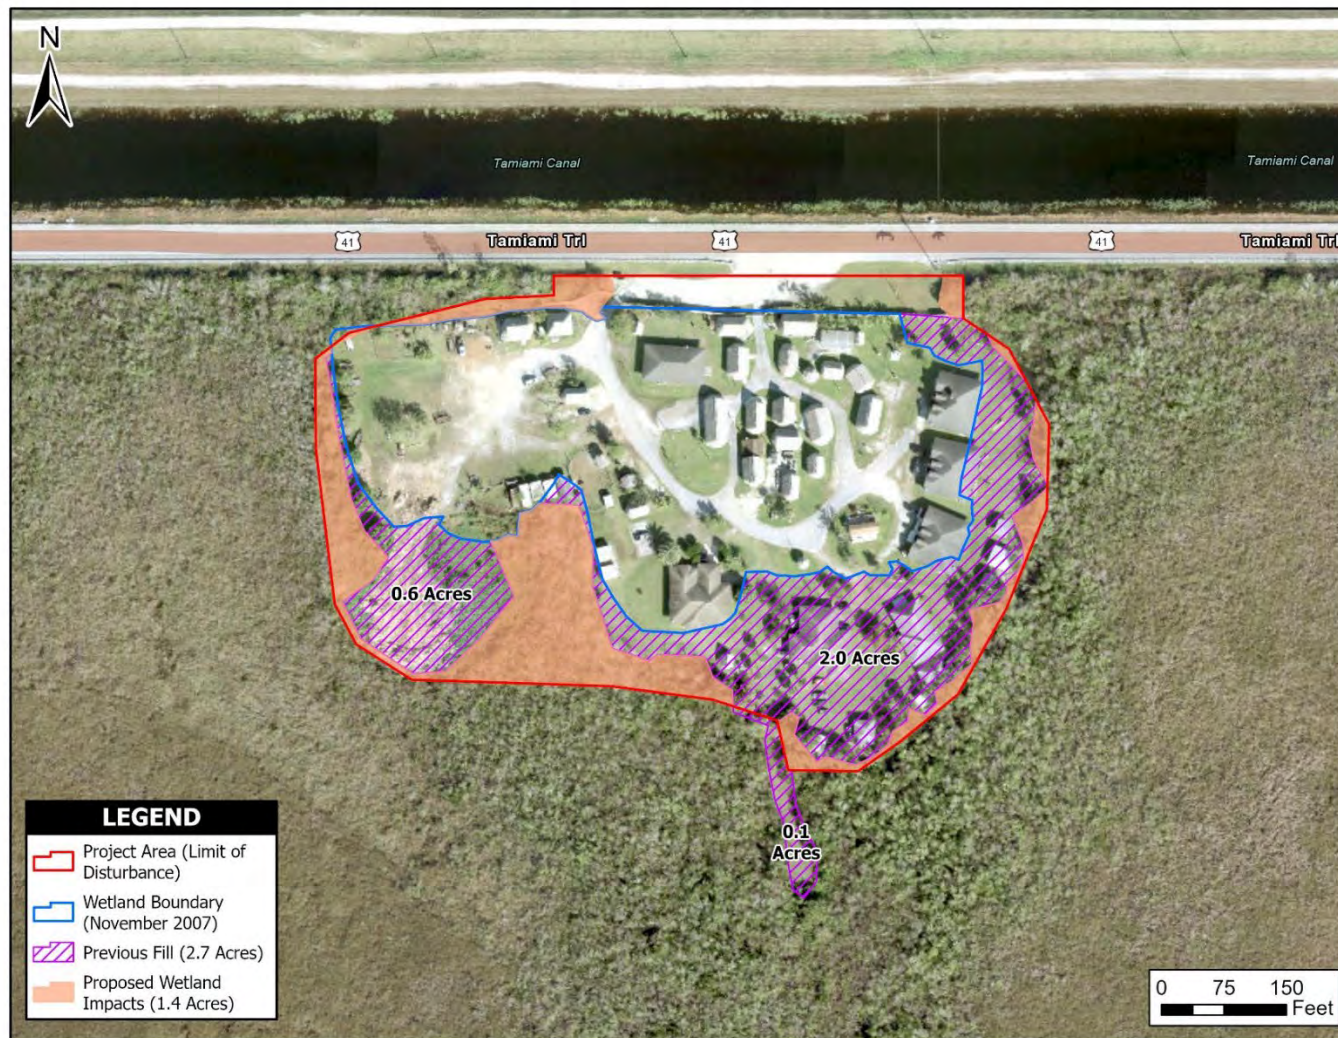 N
Tamiami Canal
Tamiami Canal
41
Tamiami Trl
41
41
Tamiami Trl
0.6 Acres
2.0 Acres
0.1
Acres
LEGEND
Project Area (Limit of
Disturbance)
Wetland Boundary
(November 2007)
Previous Fill (2.7 Acres)
Proposed Wetland
Impacts (1.4 Acres)
0 75 150
Feet